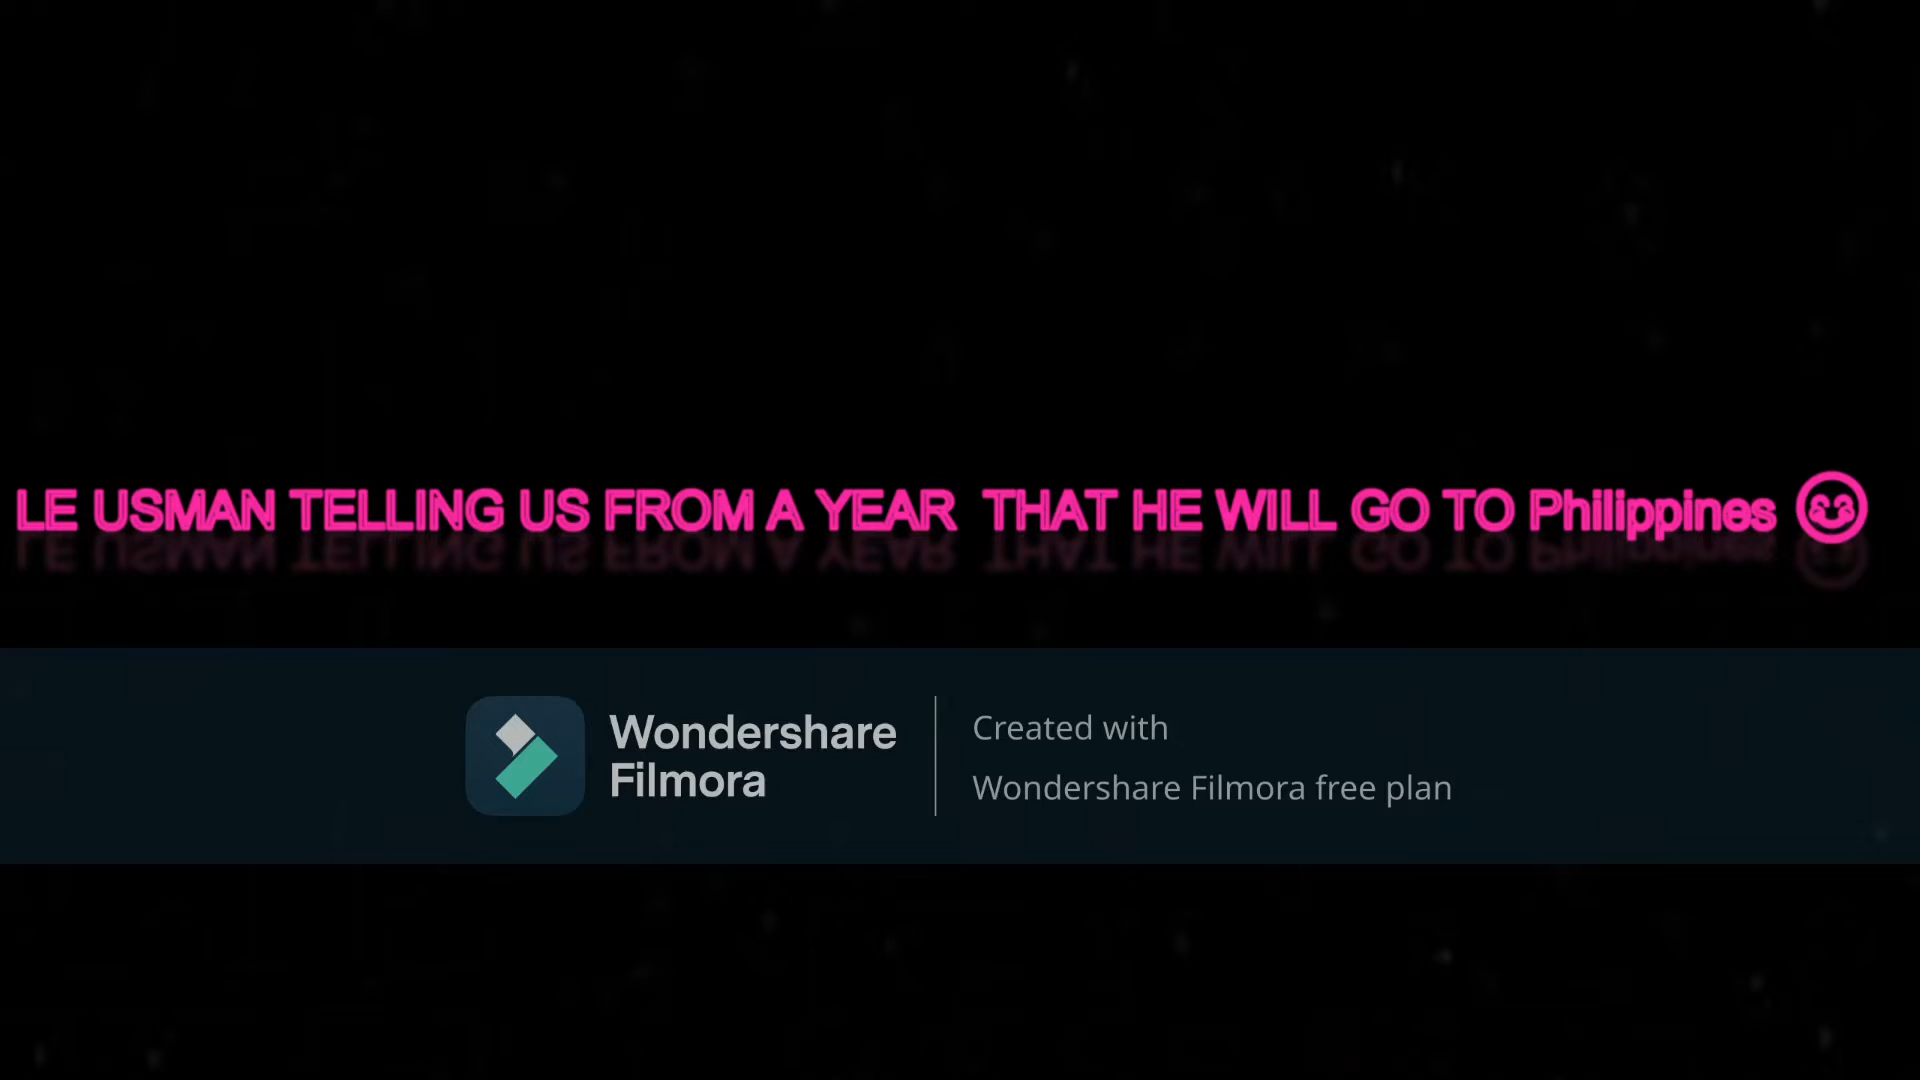 LE USMAN TELLING US FROM A YEAR  THAT HE WILL GO TO Philippines 😊
Wondershare
Filmora
Created with
Wondershare Filmora free plan